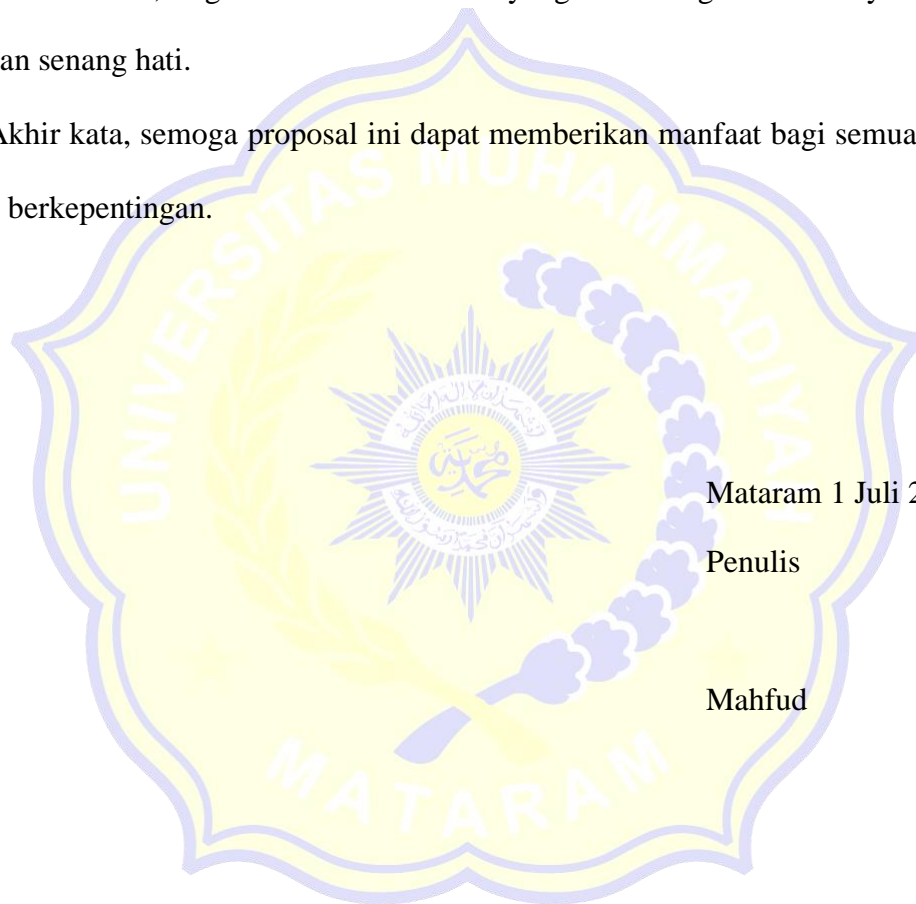 an senang hati.
Akhir kata, semoga proposal ini dapat memberikan manfaat bagi semua
berkepentingan.
UNIVERSITAS MUHAMMADIYAH
Mataram 1 Juli 2
Penulis
Mahfud
MATARAM